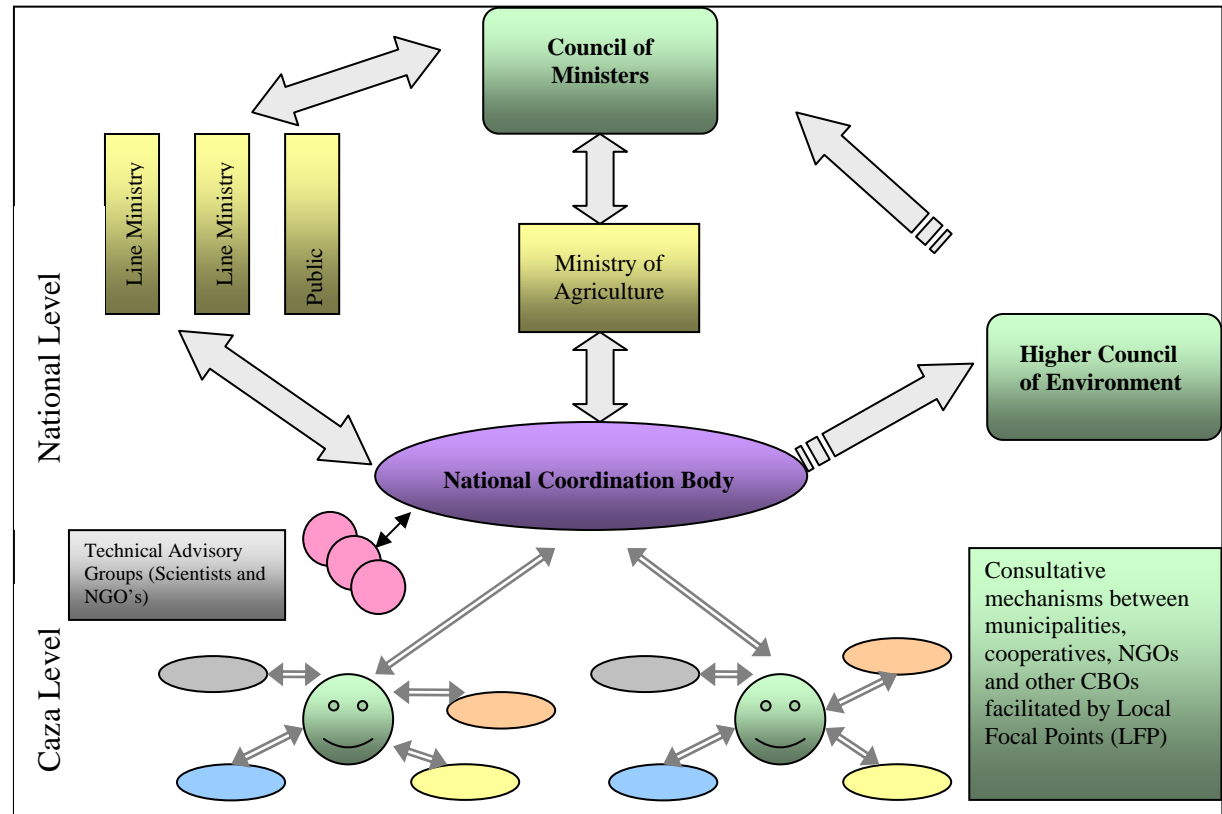 Council of
Ministers
Line Ministry
Line Ministry
Public
Ministry of
Agriculture
National Level
Higher Council
of Environment
National Coordination Body
Technical Advisory
Groups (Scientists and
NGO’s)
Caza Level
Consultative
mechanisms between
municipalities,
cooperatives, NGOs
and other CBOs
facilitated by Local
Focal Points (LFP)